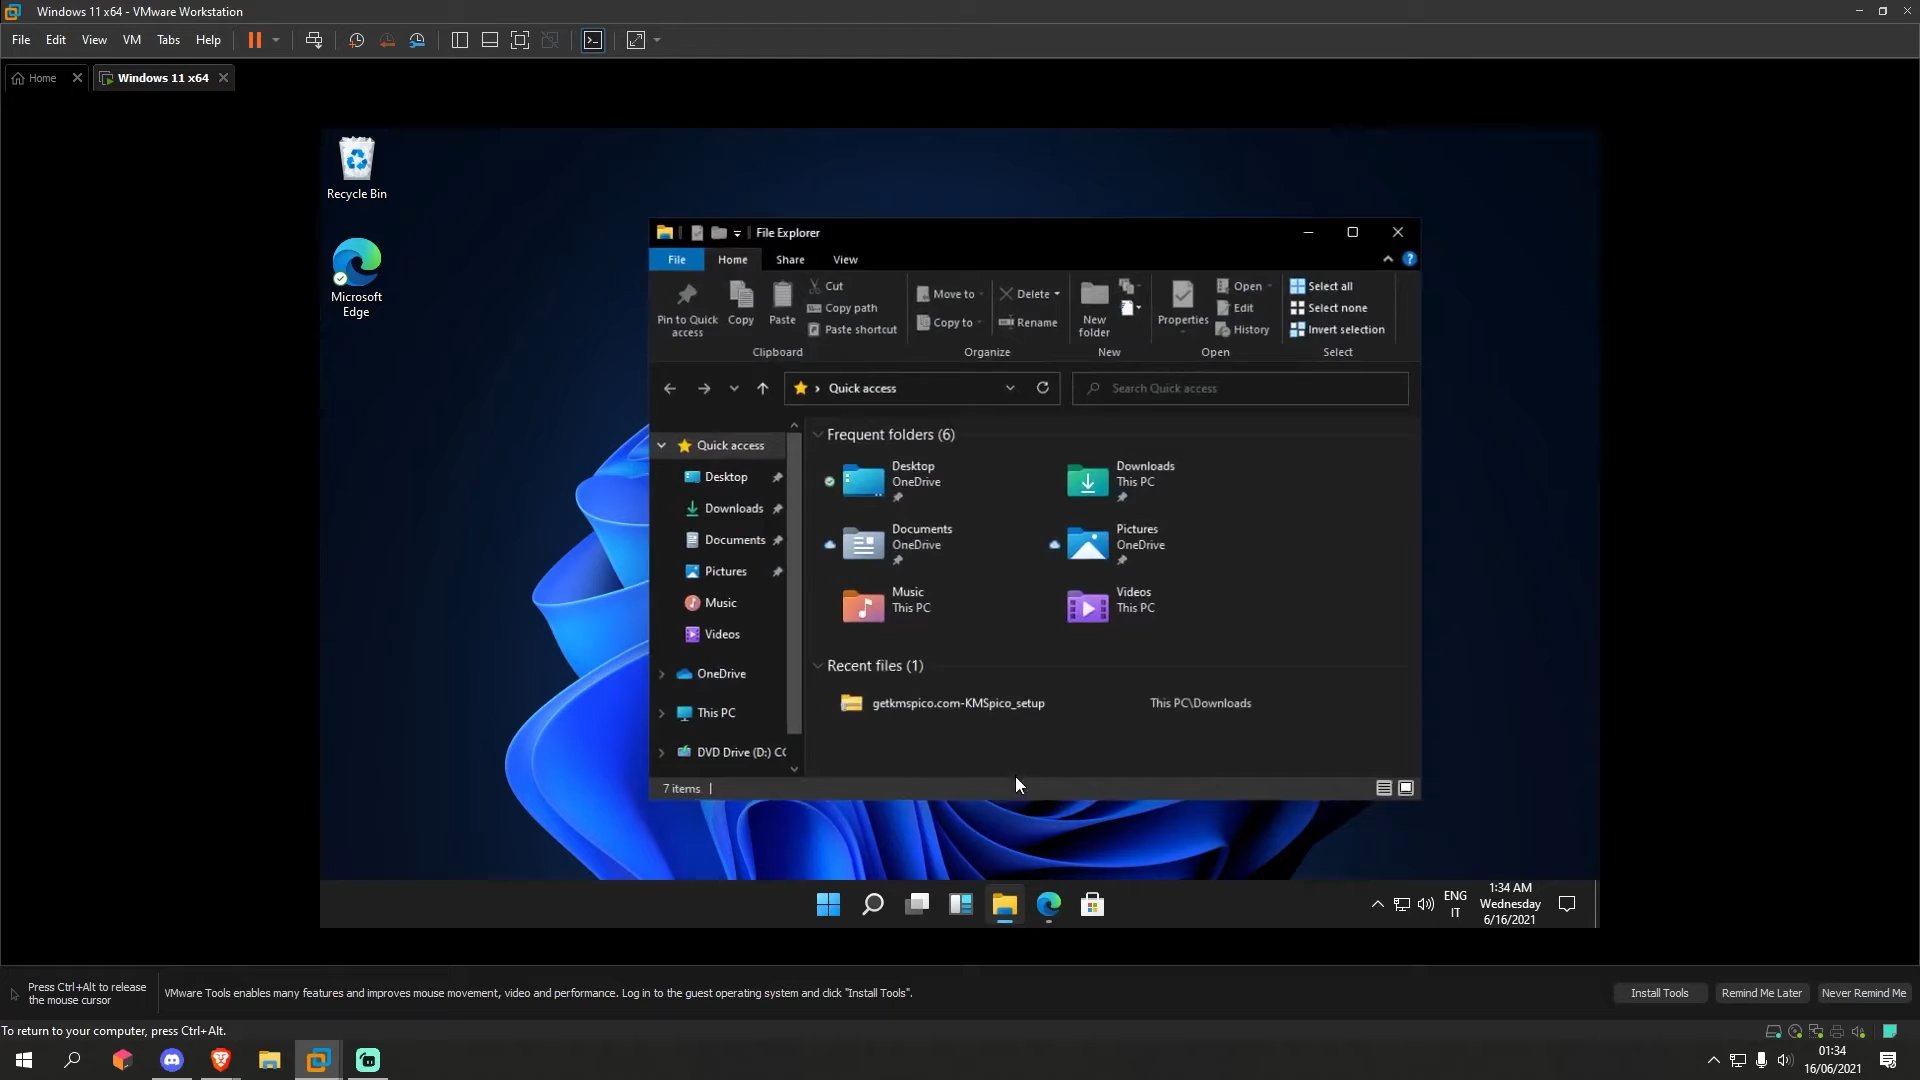 Windows 11 x64 - VMware Workstation
File Edit View VM Tabs Help
Home
Windows 11 x64
Recycle Bin
Microsoft
Edge
File Explorer
File Home Share View
Pin to Quick
access
Copy
Paste
Cut
Copy path
Paste shortcut
Clipboard
Move to
Copy to
Delete
Rename
Organize
New
folder
New
Properties
Open
Edit
History
Open
Select all
Select none
Invert selection
Select
Quick access
Search Quick access
Quick access
Desktop
Downloads
Documents
Pictures
Music
Videos
OneDrive
This PC
DVD Drive (D:) CC
Frequent folders (6)
Desktop
OneDrive
Downloads
This PC
Documents
OneDrive
Pictures
OneDrive
Music
This PC
Videos
This PC
Recent files (1)
getkmspico.com-KMSpico_setup This PC\Downloads
7 items
ENG
IT
1:34 AM
Wednesday
6/16/2021
Press Ctrl+Alt to release
the mouse cursor
VMware Tools enables many features and improves mouse movement, video and performance. Log in to the guest operating system and click "Install Tools".
Install Tools
Remind Me Later
Never Remind Me
To return to your computer, press Ctrl+Alt.
01:34
16/06/2021